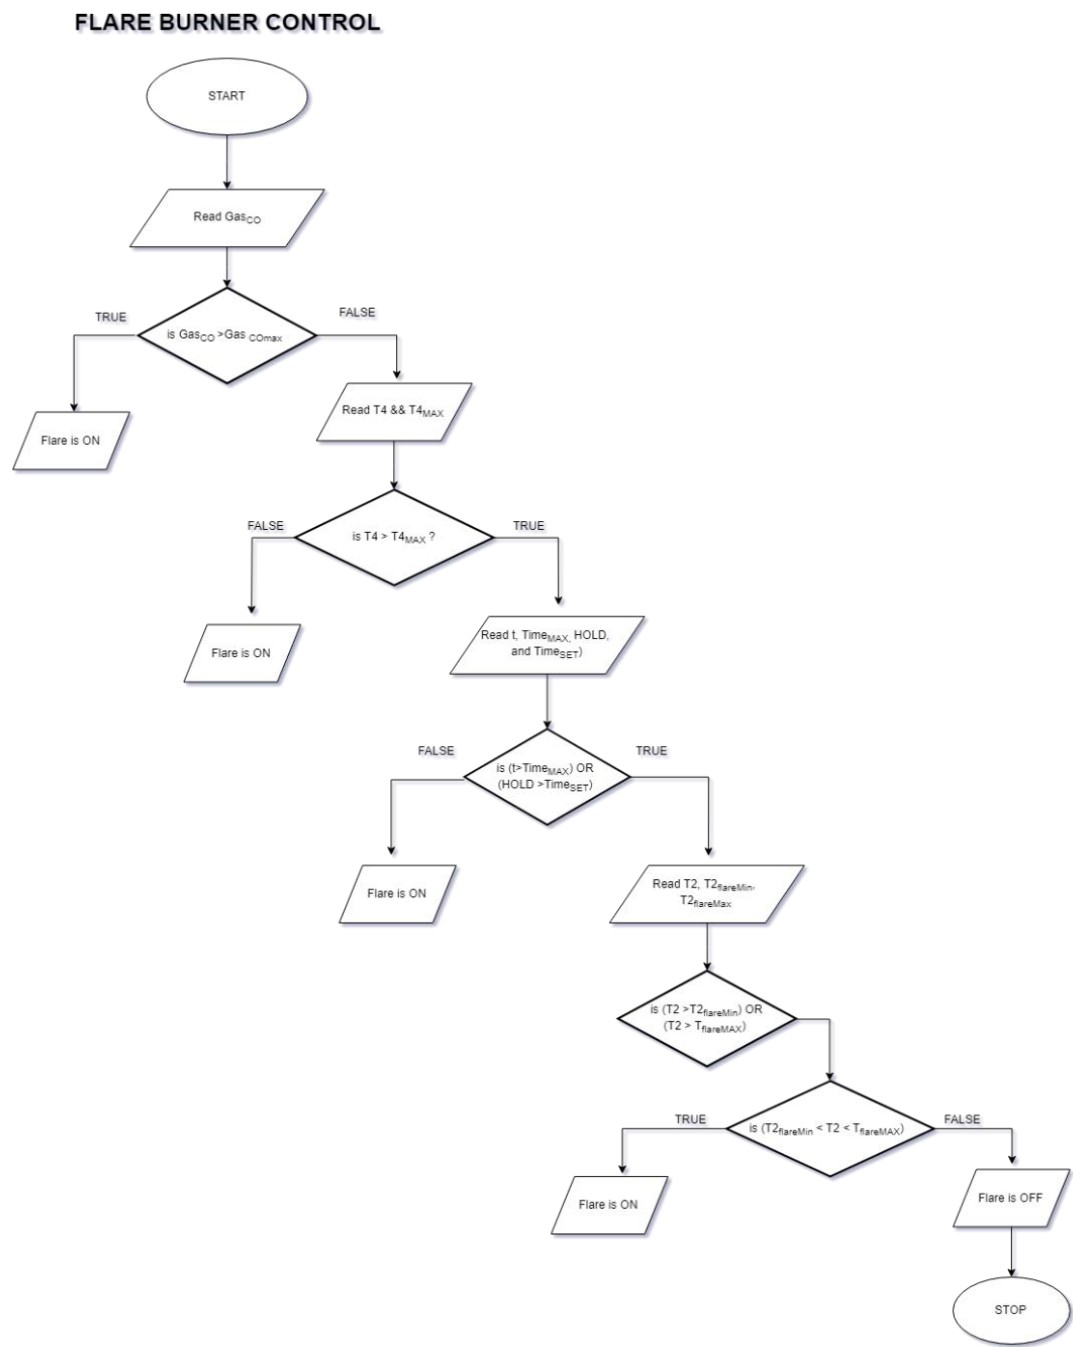 FLARE BURNER CONTROL
START
Read GasCO
TRUE
FALSE
is GasCO >Gas COmax
Read T4 && T4MAX
Flare is ON
FALSE
TRUE
is T4 > T4MAX ?
Flare is ON
Read t, TimeMAX, HOLD,
and TimeSET)
FALSE
TRUE
is (t>TimeMAX) OR
(HOLD >TimeSET)
Flare is ON
Read T2, T2flareMin,
T2flareMax
is (T2 >T2flareMin) OR
(T2 > TflareMAX)
TRUE
FALSE
is (T2flareMin < T2 < TflareMAX)
Flare is ON
Flare is OFF
STOP